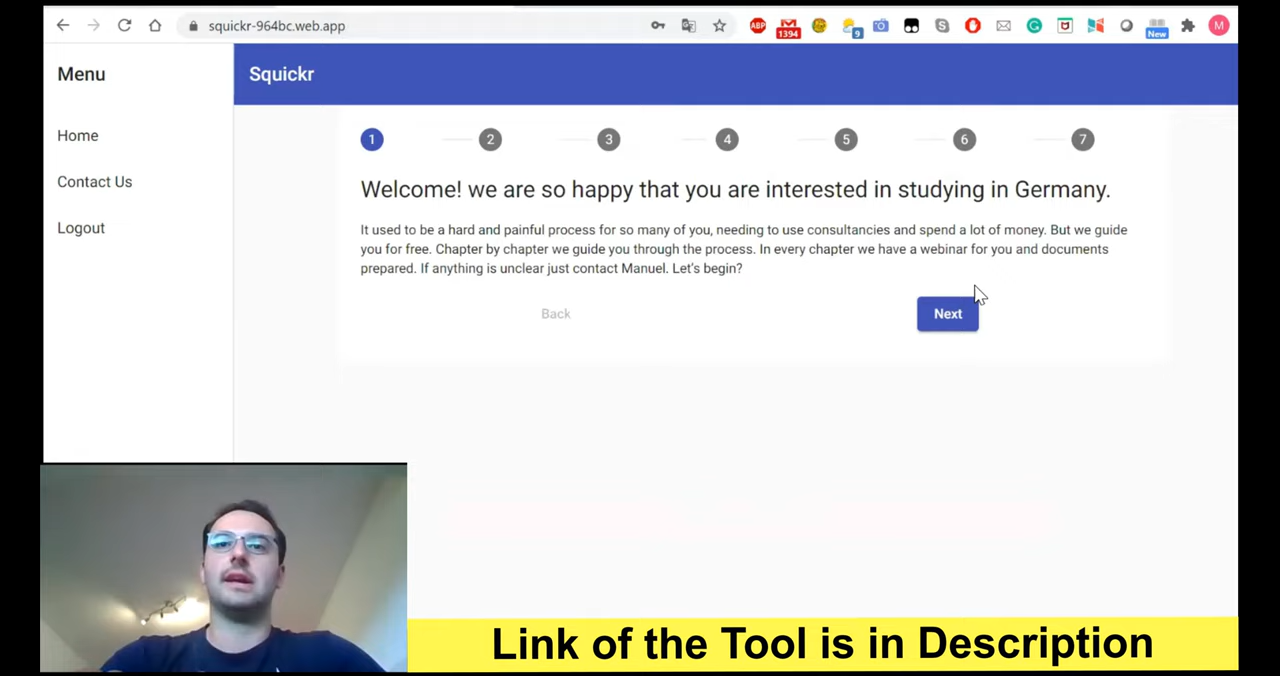 squickr-964bc.web.app
ABP
1394
9
New
M
Menu
Squickr
Home
Contact Us
Logout
1
2
3
4
5
6
7
Welcome! we are so happy that you are interested in studying in Germany.
It used to be a hard and painful process for so many of you, needing to use consultancies and spend a lot of money. But we guide
you for free. Chapter by chapter we guide you through the process. In every chapter we have a webinar for you and documents
prepared. If anything is unclear just contact Manuel. Let's begin?
Back
Next
Link of the Tool is in Description